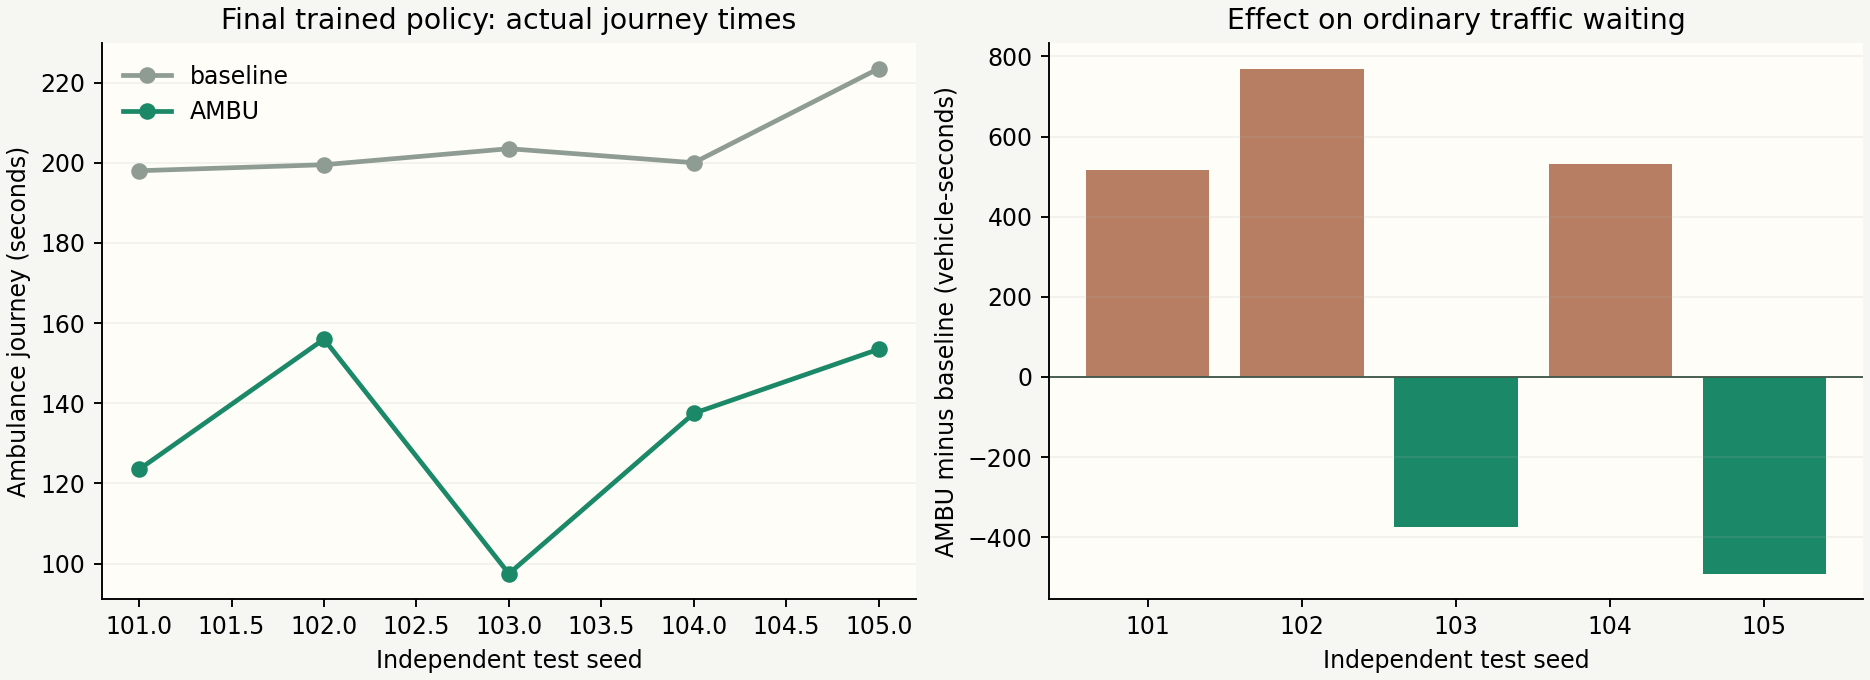 Final trained policy: actual journey times
baseline
AMBU
Ambulance journey (seconds)
220
200
180
160
140
120
100
101.0 101.5 102.0 102.5 103.0 103.5 104.0 104.5 105.0
Independent test seed
Effect on ordinary traffic waiting
AMBU minus baseline (vehicle-seconds)
800
600
400
200
0
−200
−400
101 102 103 104 105
Independent test seed